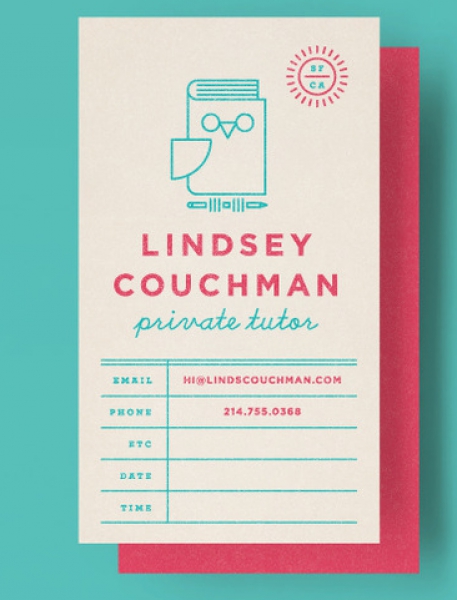 SF
CA
LINDSEY
COUCHMAN
private tutor
EMAIL HI@LINDSCOUCHMAN.COM
PHONE 214.755.0368
ETC
DATE
TIME